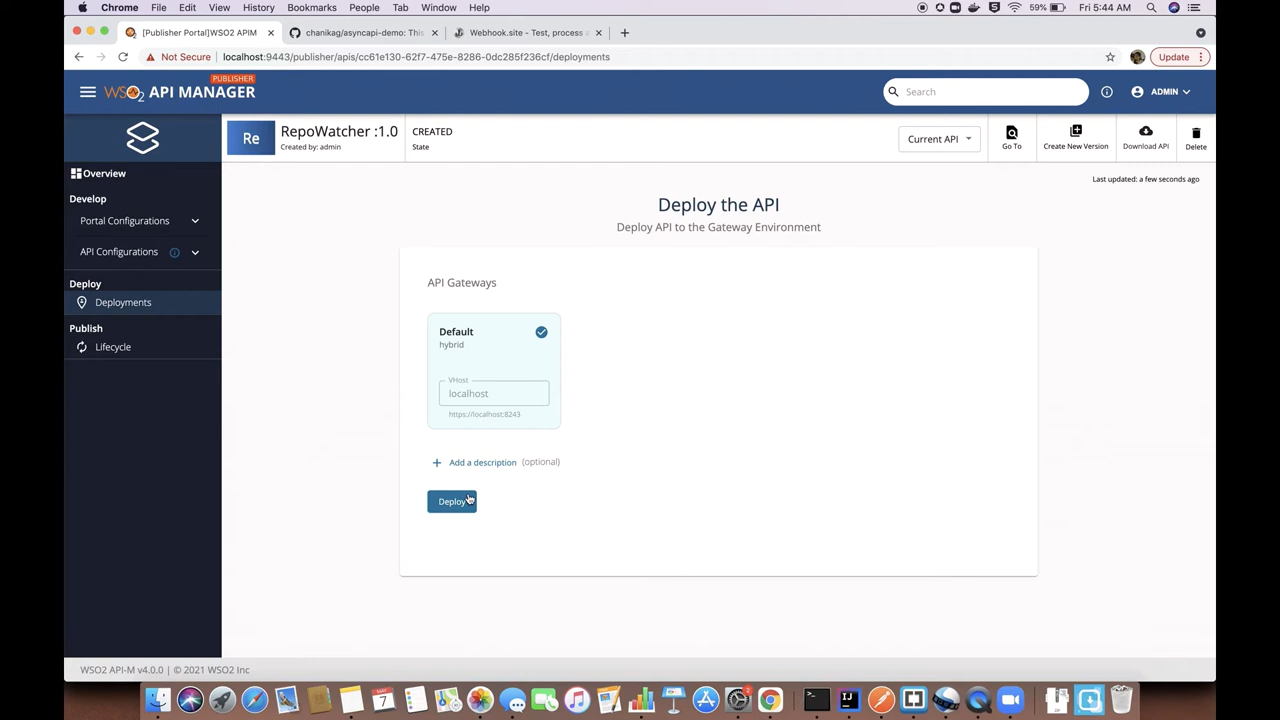 Chrome File Edit View History Bookmarks People Tab Window Help 59% Fri 5:44 AM
[Publisher Portal]WSO2 APIM chanikag/asyncapi-demo: This Webhook.site - Test, process a
Not Secure localhost:9443/publisher/apis/cc61e130-62f7-475e-8286-0dc285f236cf/deployments Update
WSO2 API MANAGER PUBLISHER Search ADMIN
Re RepoWatcher :1.0 CREATED Current API
Created by: admin State Go To Create New Version Download API Delete
Overview
Last updated: a few seconds ago
Develop
Portal Configurations
API Configurations
Deploy
Deployments
Publish
Lifecycle
Deploy the API
Deploy API to the Gateway Environment
API Gateways
Default
hybrid
VHost
localhost
https://localhost:8243
+ Add a description (optional)
Deploy
WSO2 API-M v4.0.0 | © 2021 WSO2 Inc